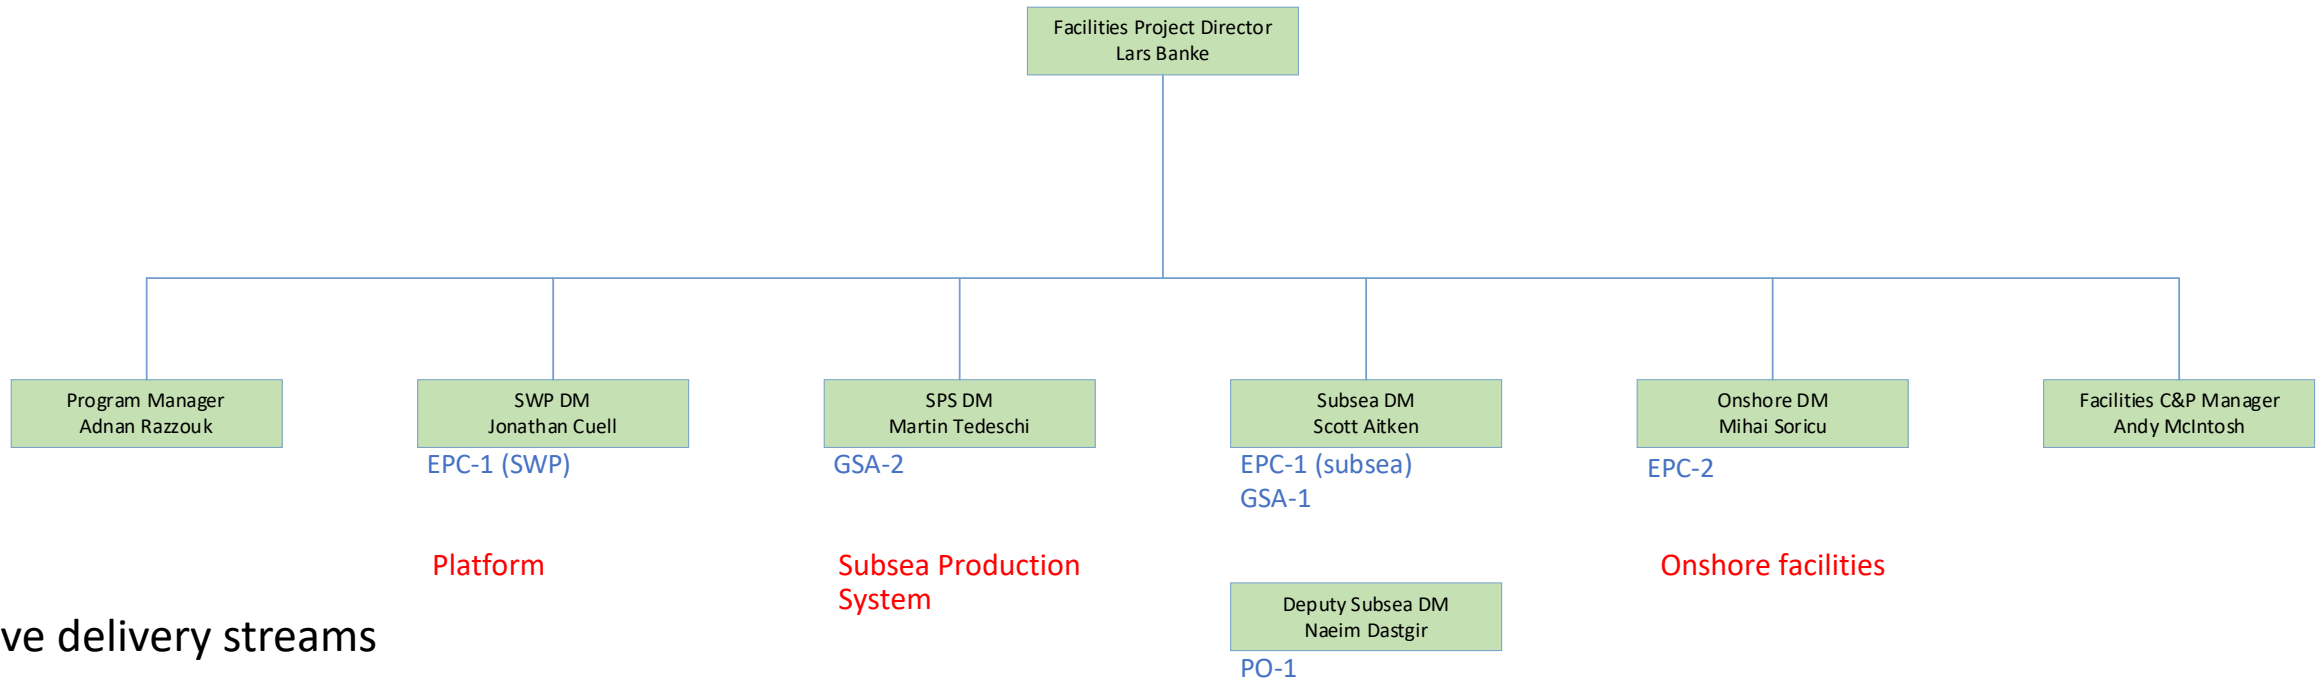 Facilities Project Director
Lars Banke
Program Manager
Adnan Razzouk
SWP DM
Jonathan Cuell
EPC-1 (SWP)
Platform
SPS DM
Martin Tedeschi
GSA-2
Subsea Production
System
Subsea DM
Scott Aitken
EPC-1 (subsea)
GSA-1
Deputy Subsea DM
Naeim Dastgir
PO-1
Onshore DM
Mihai Soricu
EPC-2
Onshore facilities
Facilities C&P Manager
Andy McIntosh
ve delivery streams